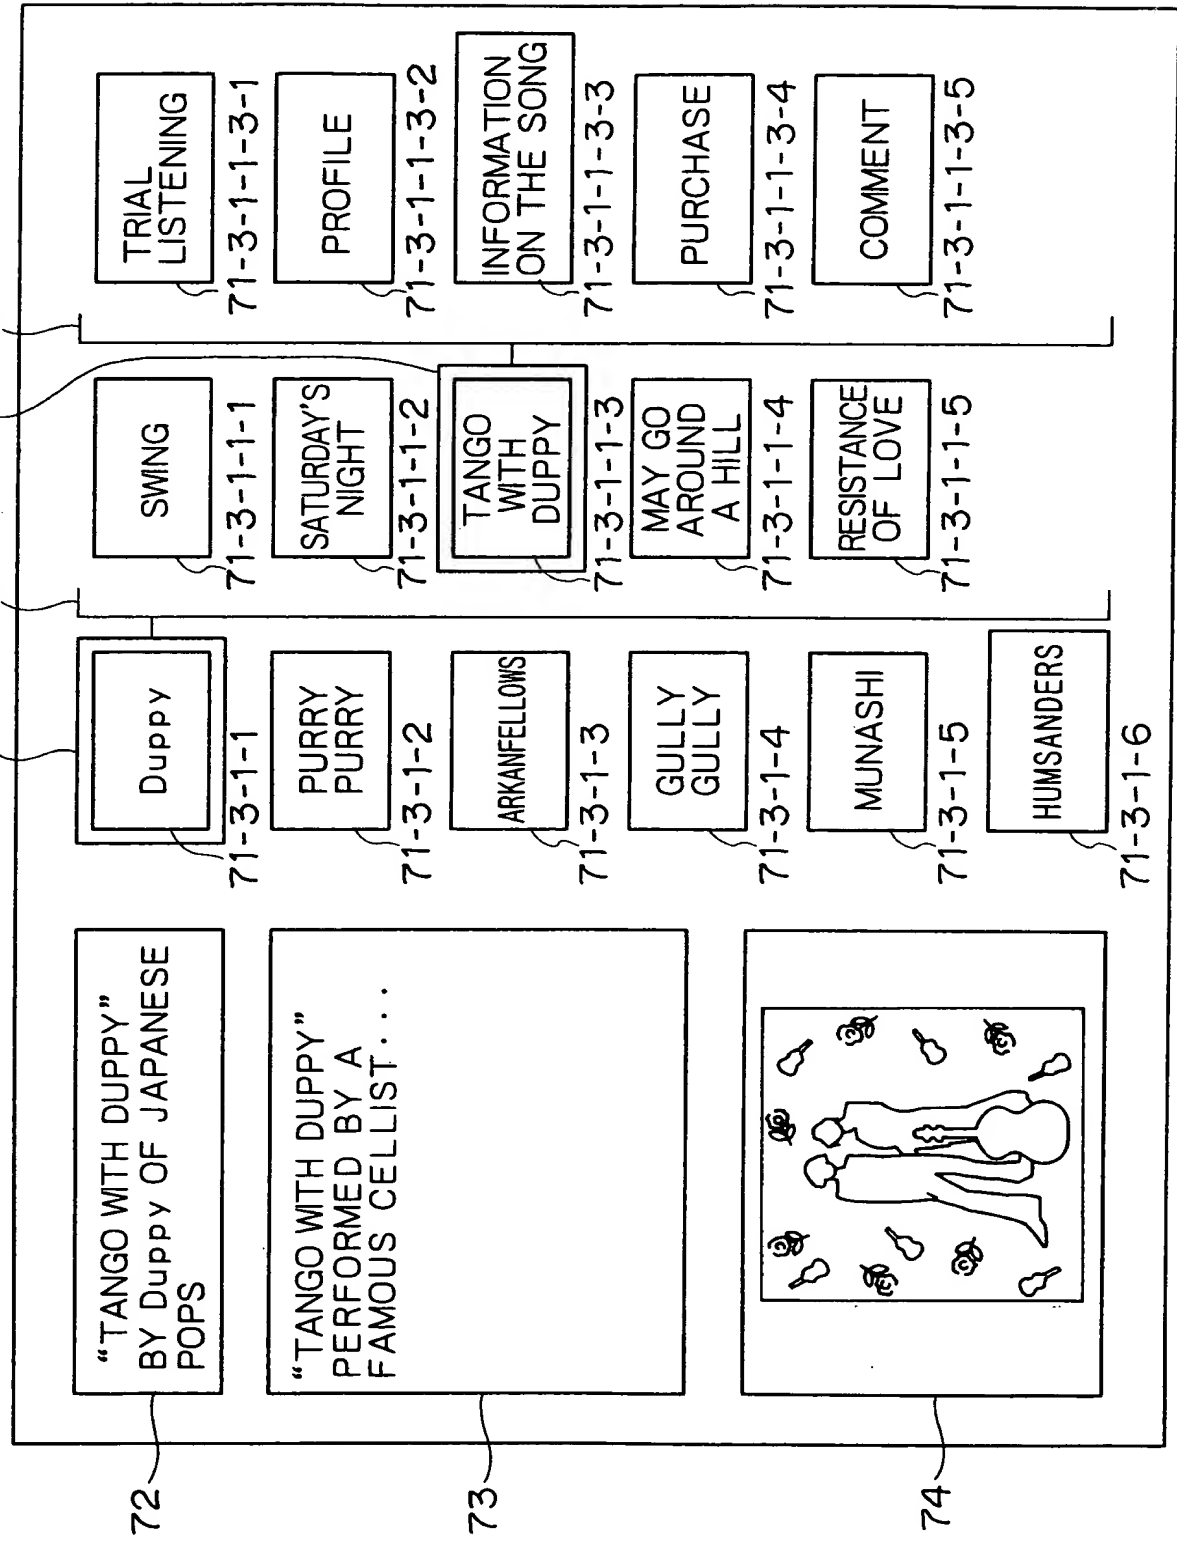 72
“TANGO WITH DUPPY”
BY Duppy OF JAPANESE
POPS
73
“TANGO WITH DUPPY”
PERFORMED BY A
FAMOUS CELLIST....
74
Duppy
71-3-1-1
PURRY
PURRY
71-3-1-2
ARKANFELLOWS
71-3-1-3
GULLY
GULLY
71-3-1-4
MUNASHI
71-3-1-5
HUMSANDERS
71-3-1-6
SWING
71-3-1-1-1
SATURDAY'S
NIGHT
71-3-1-1-2
TANGO
WITH
DUPPY
71-3-1-1-3
MAY GO
AROUND
A HILL
71-3-1-1-4
RESISTANCE
OF LOVE
71-3-1-1-5
TRIAL
LISTENING
71-3-1-1-3-1
PROFILE
71-3-1-1-3-2
INFORMATION
ON THE SONG
71-3-1-1-3-3
PURCHASE
71-3-1-1-3-4
COMMENT
71-3-1-1-3-5